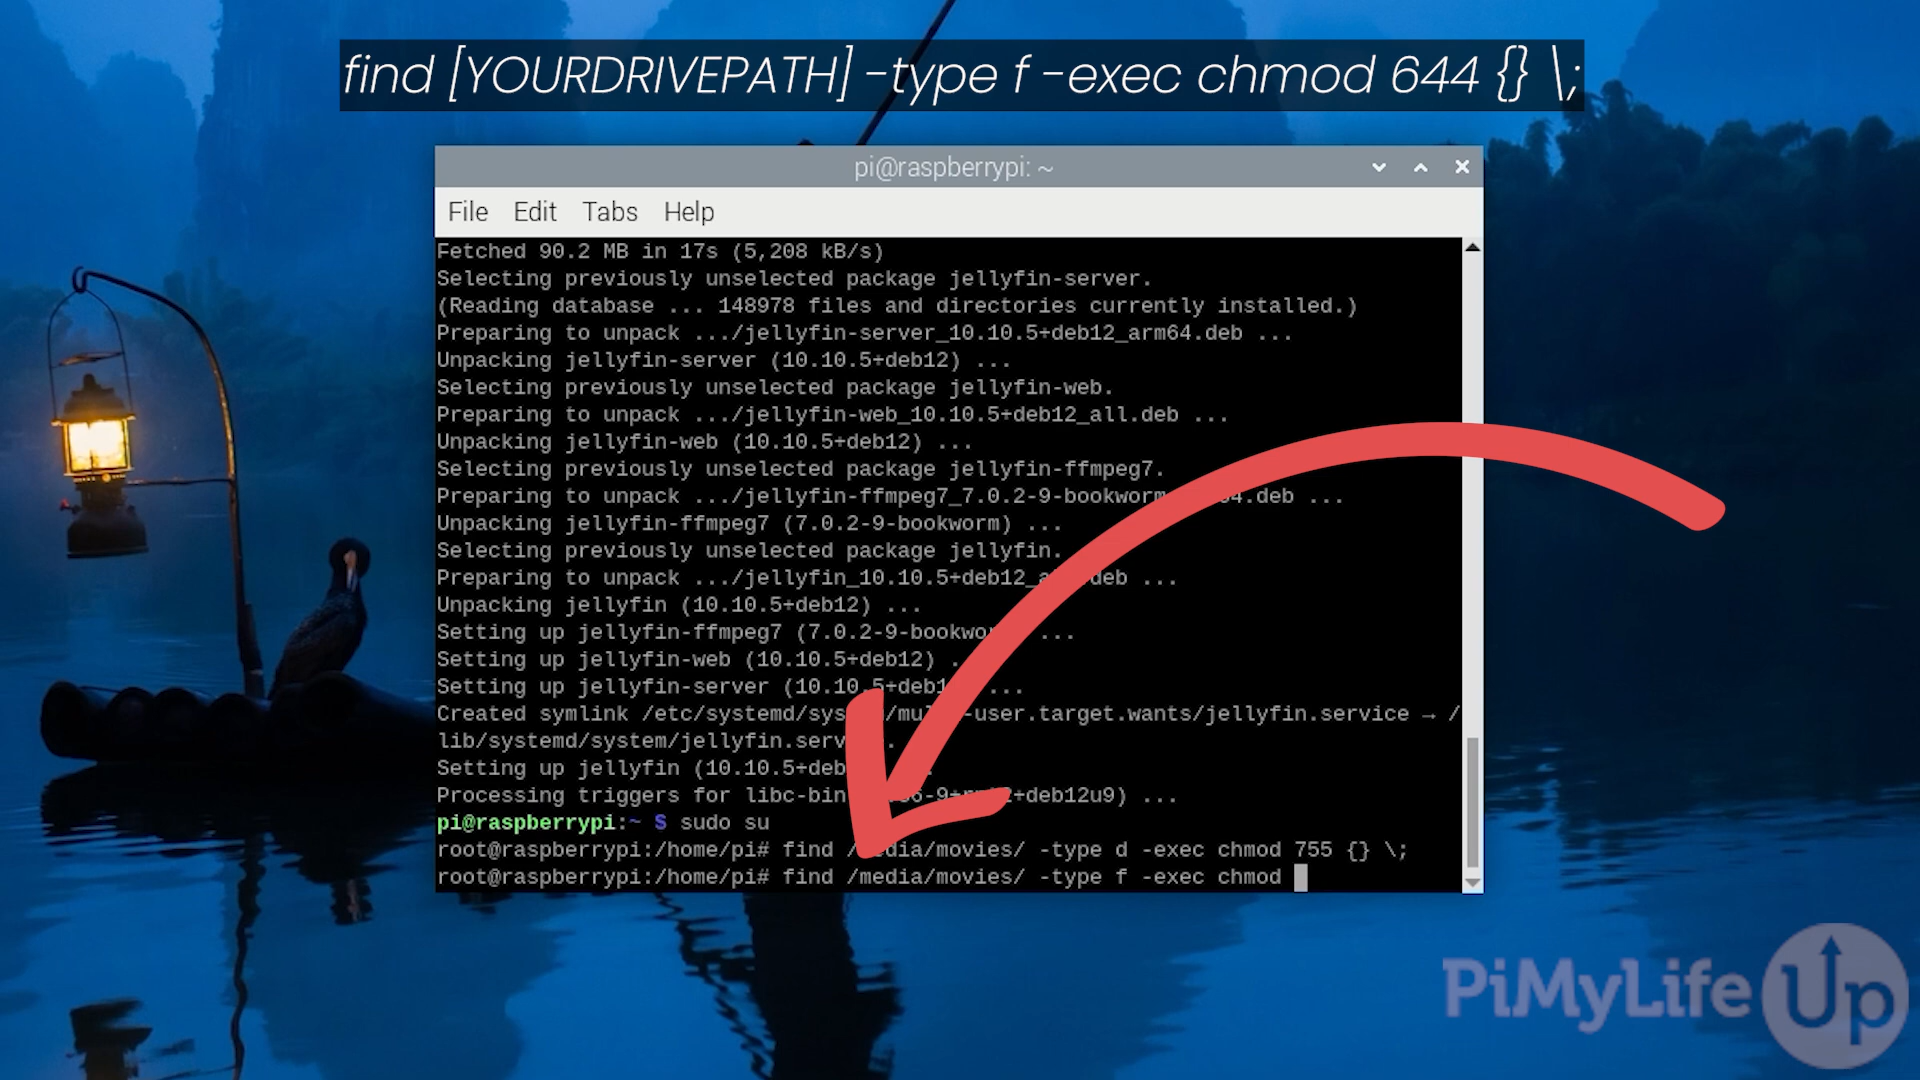 find [YOURDRIVEPATH] -type f -exec chmod 644 {} \;
pi@raspberrypi: ~
File Edit Tabs Help
Fetched 90.2 MB in 17s (5,208 kB/s)
Selecting previously unselected package jellyfin-server.
(Reading database ... 148978 files and directories currently installed.)
Preparing to unpack .../jellyfin-server_10.10.5+deb12_arm64.deb ...
Unpacking jellyfin-server (10.10.5+deb12) ...
Selecting previously unselected package jellyfin-web.
Preparing to unpack .../jellyfin-web_10.10.5+deb12_all.deb ...
Unpacking jellyfin-web (10.10.5+deb12) ...
Selecting previously unselected package jellyfin-ffmpeg7.
Preparing to unpack .../jellyfin-ffmpeg7_7.0.2-9-bookworm 4.deb ...
Unpacking jellyfin-ffmpeg7 (7.0.2-9-bookworm) ...
Selecting previously unselected package jellyfin.
Preparing to unpack .../jellyfin_10.10.5+deb12_ deb ...
Unpacking jellyfin (10.10.5+deb12) ...
Setting up jellyfin-ffmpeg7 (7.0.2-9-bookwo ...
Setting up jellyfin-web (10.10.5+deb12) .
Setting up jellyfin-server (10.10.5+deb1 ...
Created symlink /etc/systemd/sys /mul -user.target.wants/jellyfin.service → /
lib/systemd/system/jellyfin.serv .
Setting up jellyfin (10.10.5+deb .
Processing triggers for libc-bin 6-9+ +deb12u9) ...
pi@raspberrypi:~ $ sudo su
root@raspberrypi:/home/pi# find / edia/movies/ -type d -exec chmod 755 {} \;
root@raspberrypi:/home/pi# find /media/movies/ -type f -exec chmod
PiMyLifeUp